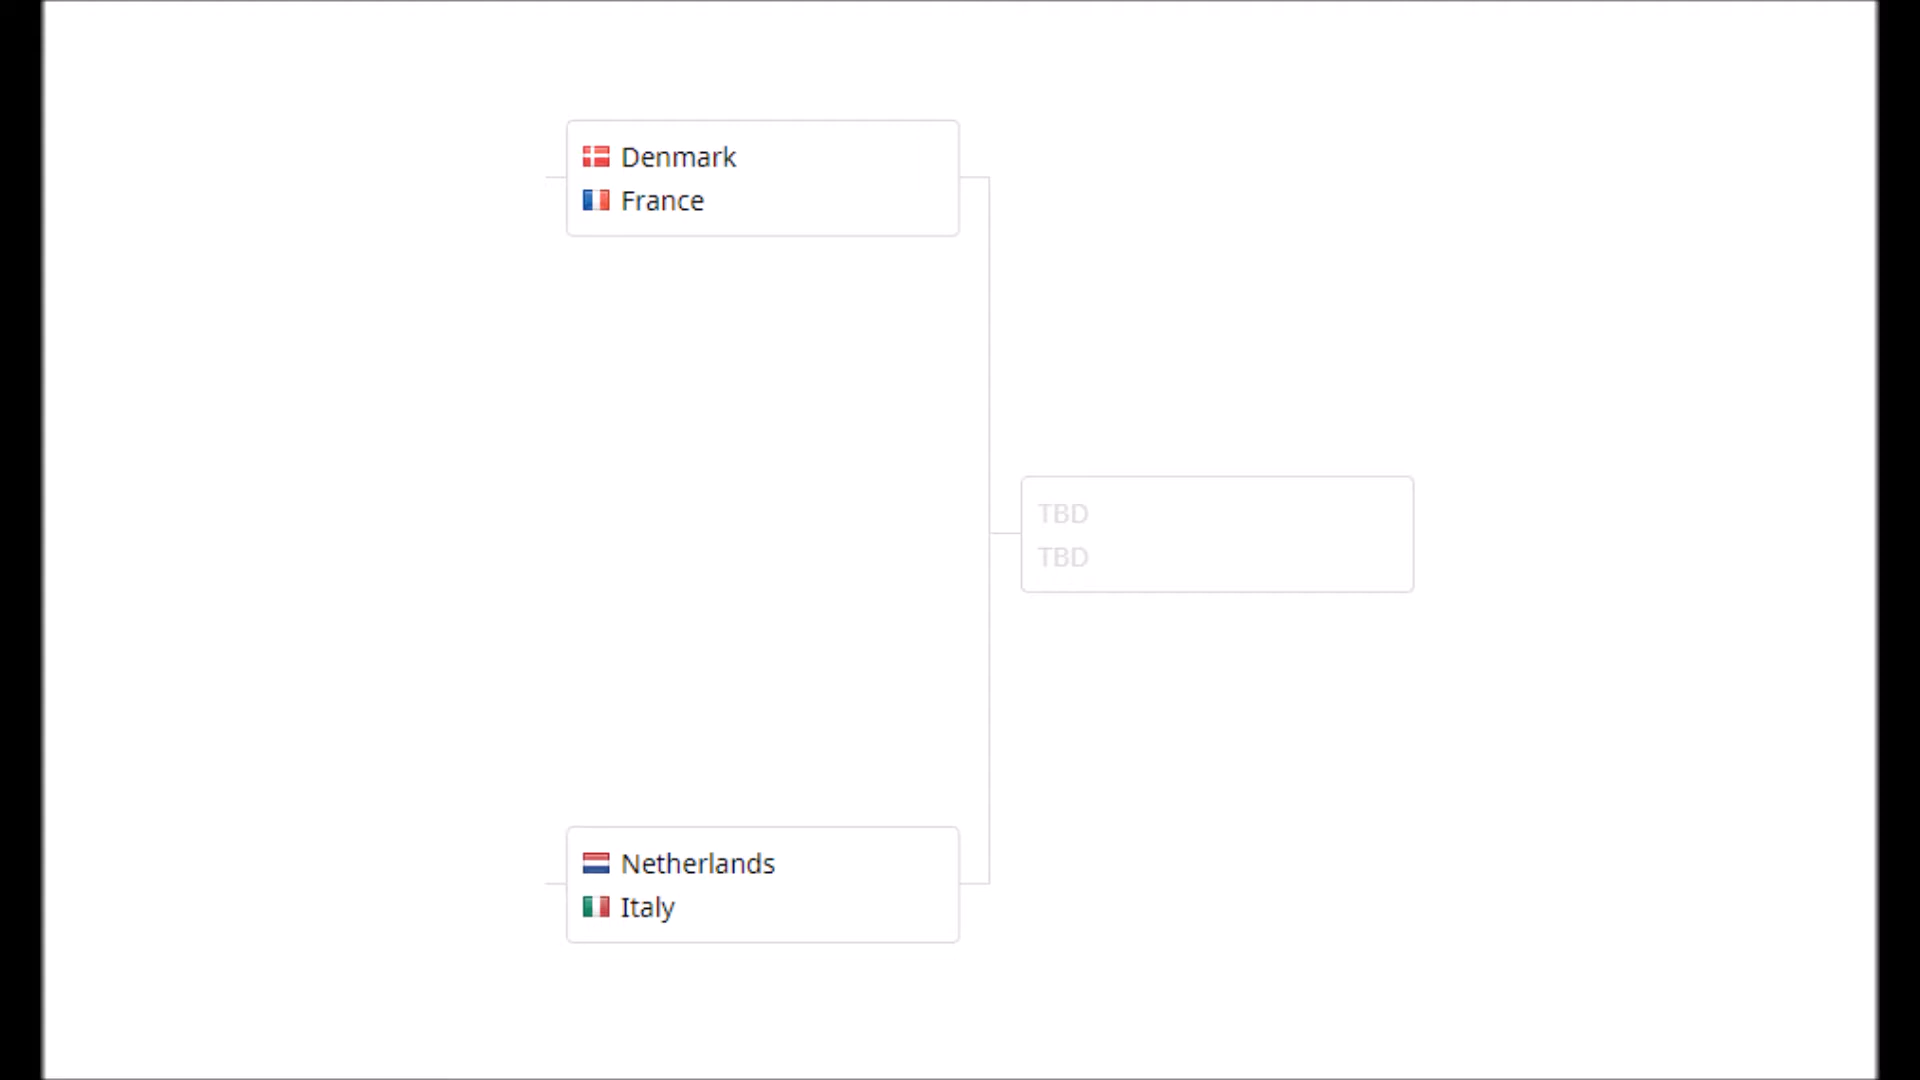 Denmark
France
TBD
TBD
Netherlands
Italy